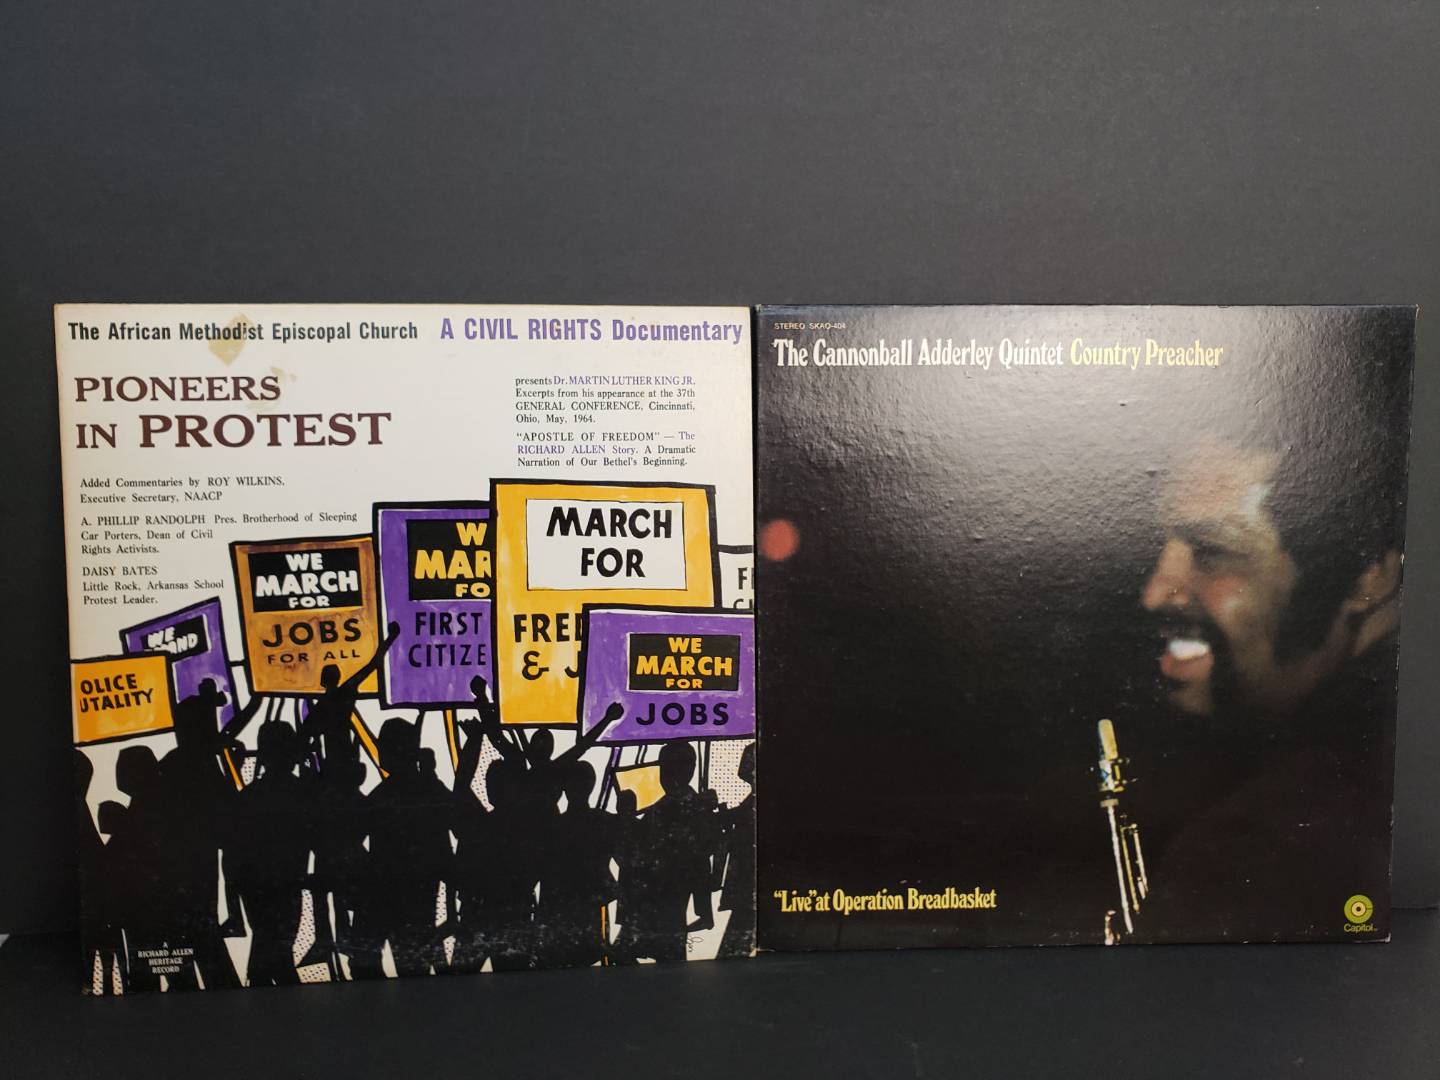 The African Methodist Episcopal Church A CIVIL RIGHTS Documentary
PIONEERS
IN PROTEST
presents Dr. MARTIN LUTHER KING JR.
Excerpts from his appearance at the 37th
GENERAL CONFERENCE, Cincinnati,
Ohio, May, 1964.
"APOSTLE OF FREEDOM" — The
RICHARD ALLEN Story. A Dramatic
Narration of Our Bethel's Beginning.
Added Commentaries by ROY WILKINS,
Executive Secretary, NAACP
A. PHILLIP RANDOLPH Pres. Brotherhood of Sleeping
Car Porters, Dean of Civil
Rights Activists.
DAISY BATES
Little Rock, Arkansas School
Protest Leader.
OLICE
UTALITY
WE
AND
WE
MARCH
FOR
JOBS
FOR ALL
W
MAR
FO
FIRST
CITIZE
MARCH
FOR
FREE
& J
WE
MARCH
FOR
JOBS
A
RICHARD ALLEN
HERITAGE
RECORD
STEREO SKAO-404
The Cannonball Adderley Quintet Country Preacher
"Live" at Operation Breadbasket
Capitol